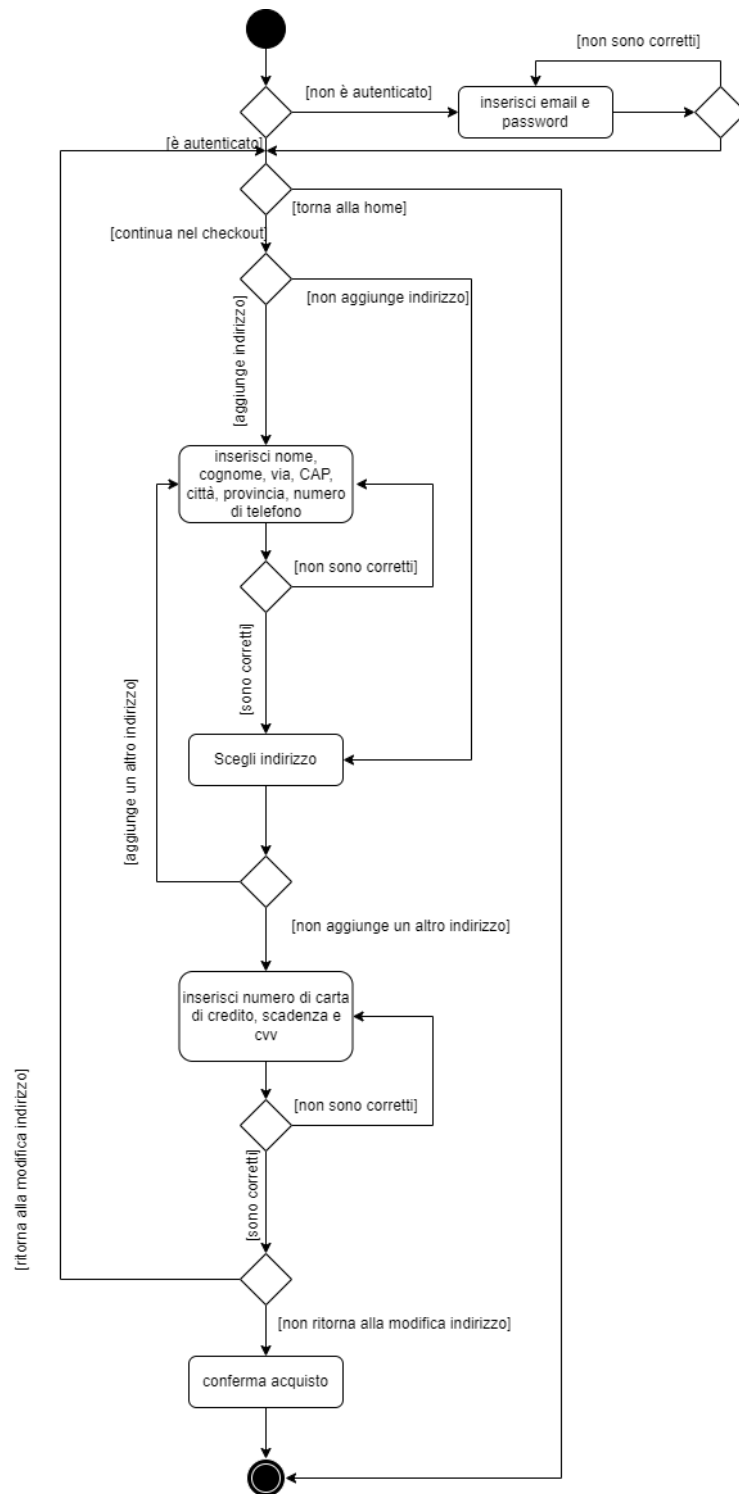 [non sono corretti]
[non è autenticato]
inserisci email e
password
[è autenticato]
[torna alla home]
[continua nel checkout]
[non aggiunge indirizzo]
[aggiunge indirizzo]
inserisci nome,
cognome, via, CAP,
città, provincia, numero
di telefono
[non sono corretti]
[sono corretti]
[aggiunge un altro indirizzo]
Scegli indirizzo
[non aggiunge un altro indirizzo]
inserisci numero di carta
di credito, scadenza e
cvv
[non sono corretti]
[ritorna alla modifica indirizzo]
[sono corretti]
[non ritorna alla modifica indirizzo]
conferma acquisto